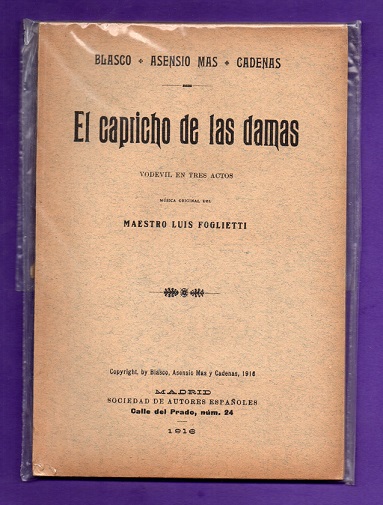 BLASCO ✦ ASENSIO MAS ✦ CADENAS
El capricho de las damas
VODEVIL EN TRES ACTOS
MÚSICA ORIGINAL DEL
MAESTRO LUIS FOGLIETTI
Copyright, by Blasco, Asensio Mas y Cadenas, 1916
MADRID
SOCIEDAD DE AUTORES ESPAÑOLES
Calle del Prado, núm. 24
1916